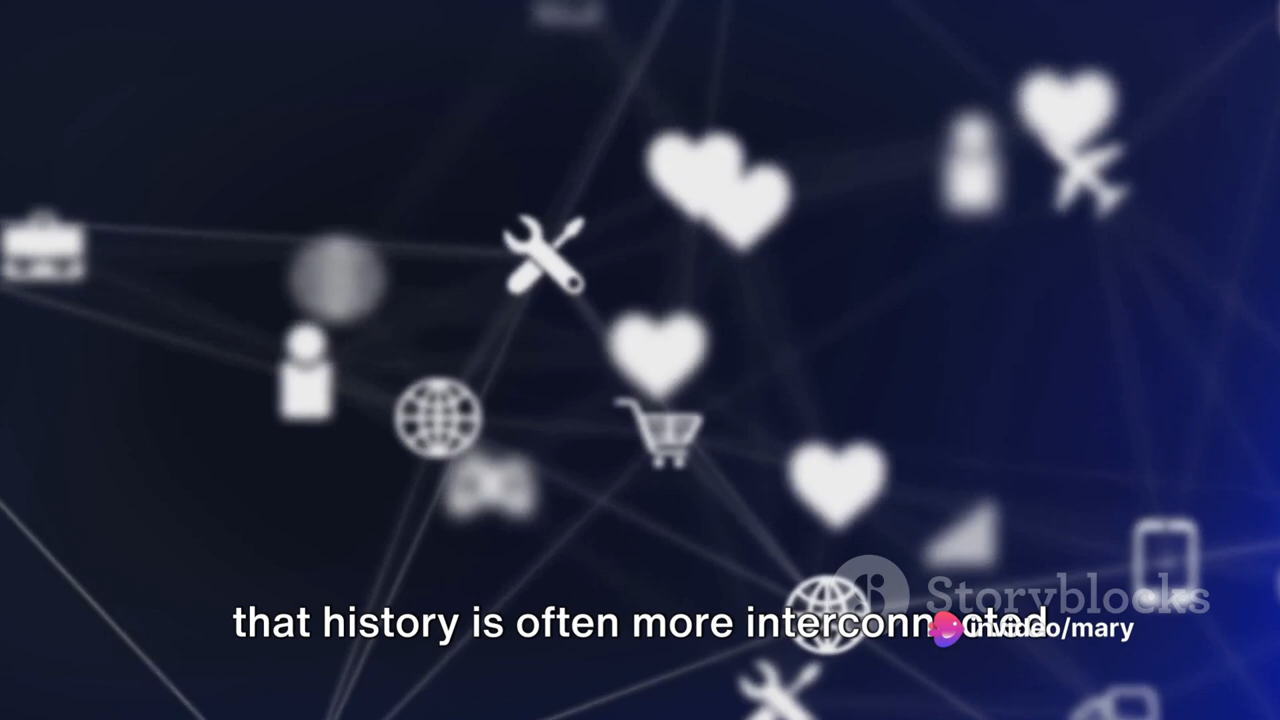 Storyblocks
that history is often more interconnected
invideo/mary